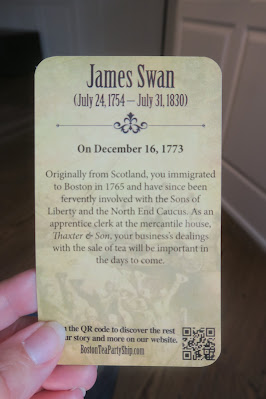 James Swan
(July 24, 1754 — July 31, 1830)
On December 16, 1773
Originally from Scotland, you immigrated
to Boston in 1765 and have since been
fervently involved with the Sons of
Liberty and the North End Caucus. As an
apprentice clerk at the mercantile house,
Thaxter & Son, your business's dealings
with the sale of tea will be important in
the days to come.
the QR code to discover the rest
story and more on our website.
BostonTeaPartyShip.com